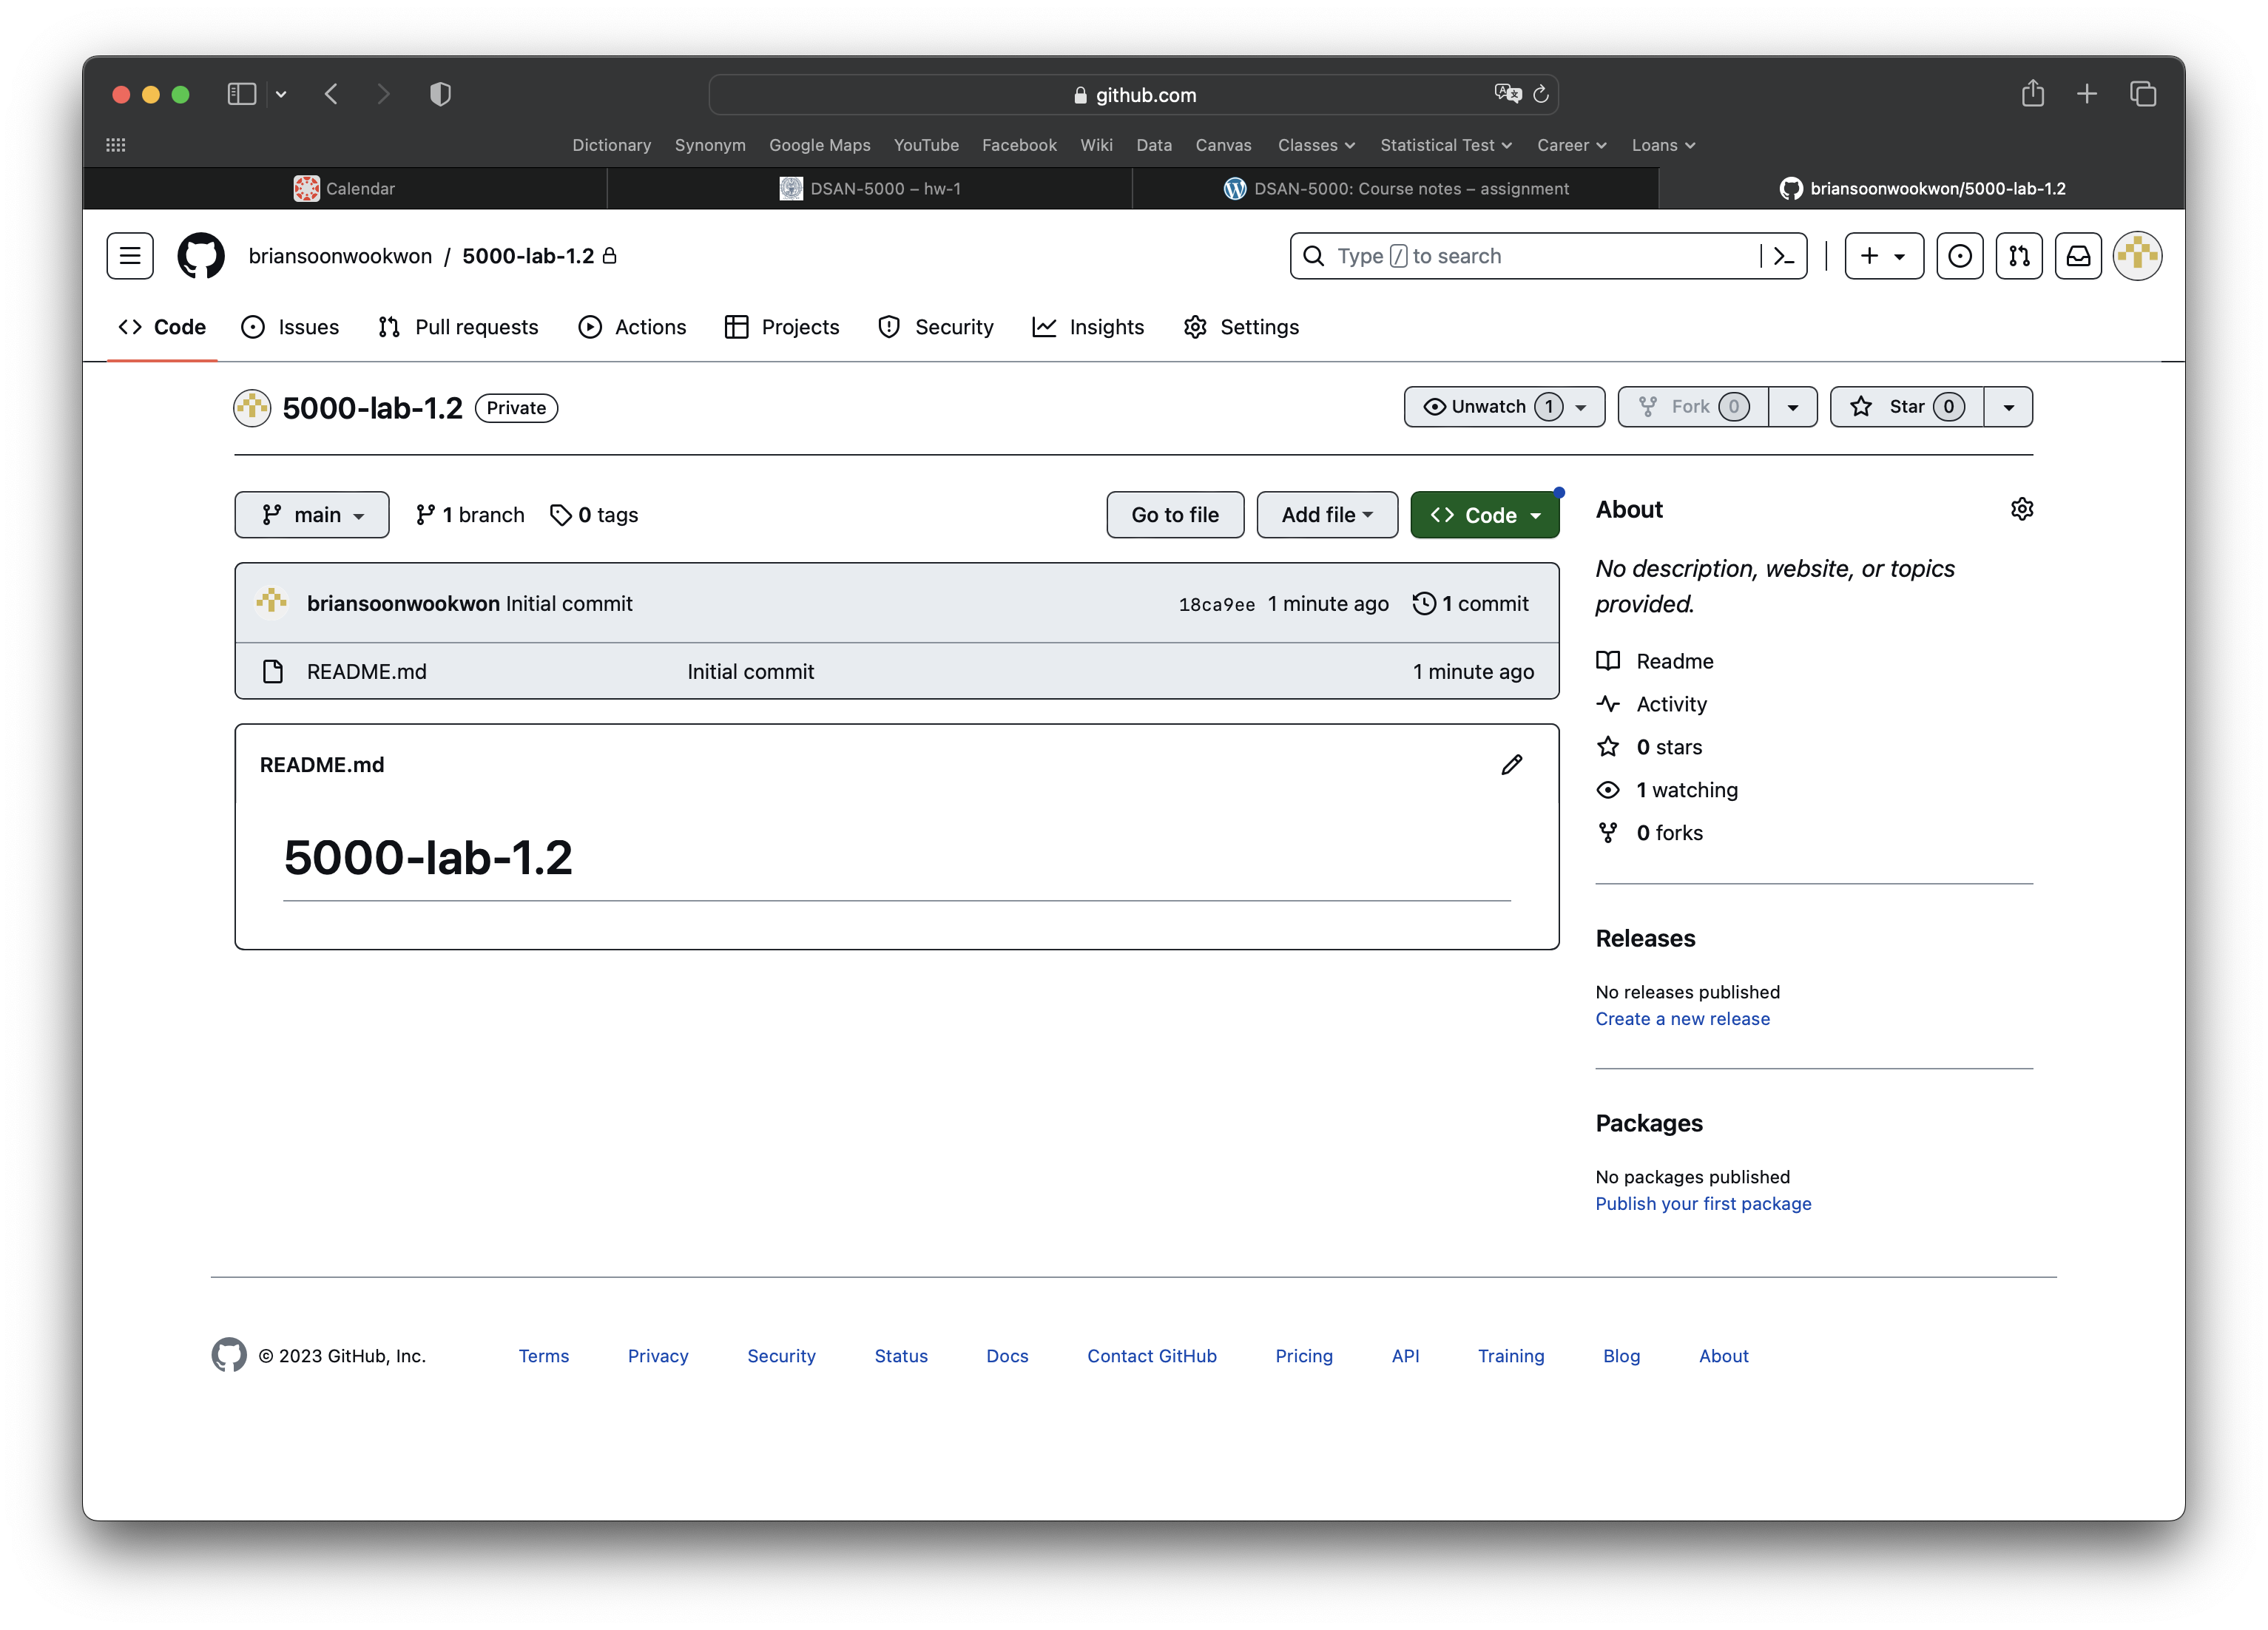 github.com
Dictionary Synonym Google Maps YouTube Facebook Wiki Data Canvas Classes Statistical Test Career Loans
Calendar DSAN-5000 – hw-1 DSAN-5000: Course notes – assignment briansoonwookwon/5000-lab-1.2
briansoonwookwon / 5000-lab-1.2 Type / to search
Code Issues Pull requests Actions Projects Security Insights Settings
5000-lab-1.2 Private Unwatch 1 Fork 0 Star 0
main 1 branch 0 tags Go to file Add file Code
briansoonwookwon Initial commit 18ca9ee 1 minute ago 1 commit
README.md Initial commit 1 minute ago
README.md
5000-lab-1.2
About
No description, website, or topics
provided.
Readme
Activity
0 stars
1 watching
0 forks
Releases
No releases published
Create a new release
Packages
No packages published
Publish your first package
© 2023 GitHub, Inc. Terms Privacy Security Status Docs Contact GitHub Pricing API Training Blog About